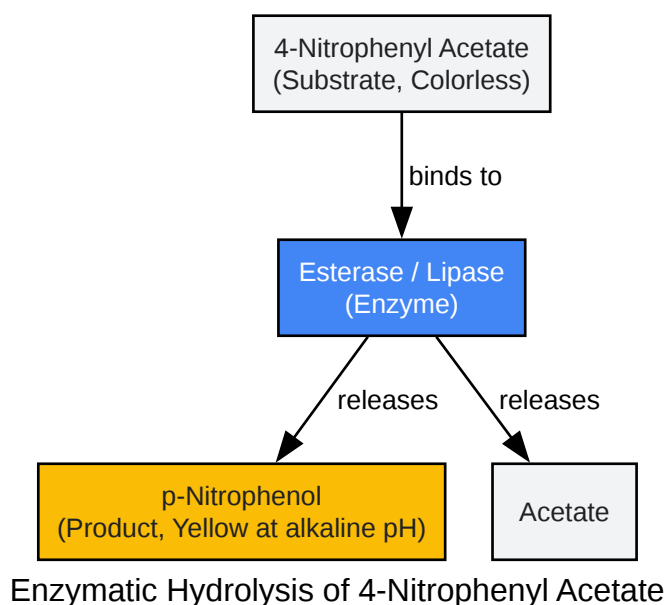 4-Nitrophenyl Acetate
(Substrate, Colorless)
binds to
Esterase / Lipase
(Enzyme)
releases
releases
p-Nitrophenol
(Product, Yellow at alkaline pH)
Acetate
Enzymatic Hydrolysis of 4-Nitrophenyl Acetate